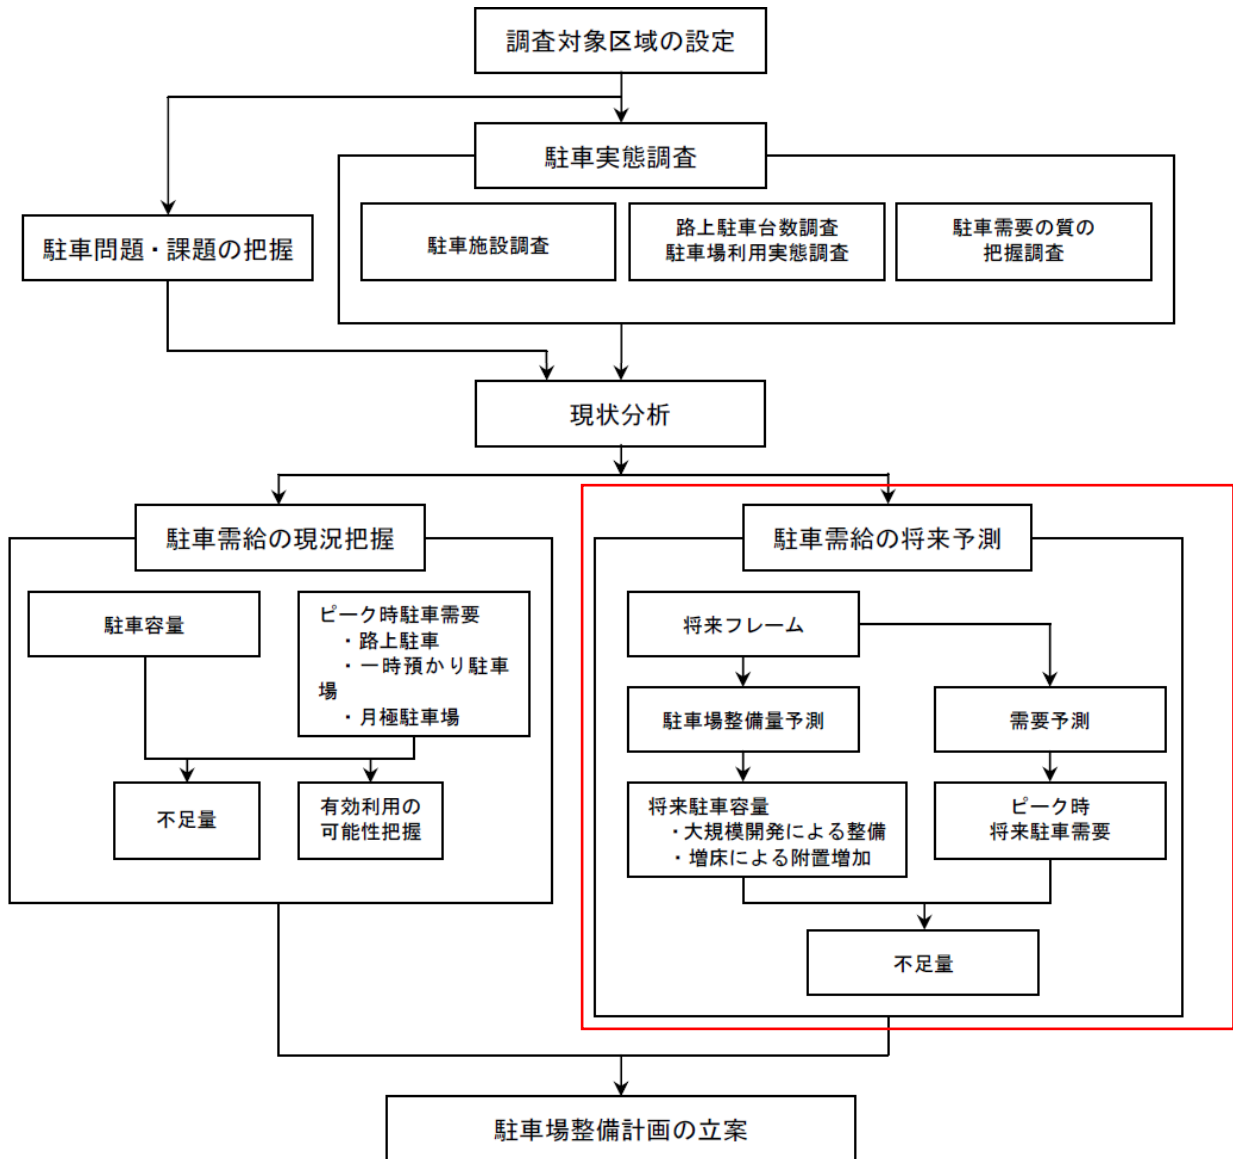 調査対象区域の設定
駐車実態調査
駐車施設調査
路上駐車台数調査
駐車場利用実態調査
駐車需要の質の
把握調査
駐車問題・課題の把握
現状分析
駐車需給の現況把握
駐車容量
ピーク時駐車需要
・路上駐車
・一時預かり駐車
場
・月極駐車場
不足量
有効利用の
可能性把握
駐車需給の将来予測
将来フレーム
駐車場整備量予測
需要予測
将来駐車容量
・大規模開発による整備
・増床による附置増加
ピーク時
将来駐車需要
不足量
駐車場整備計画の立案